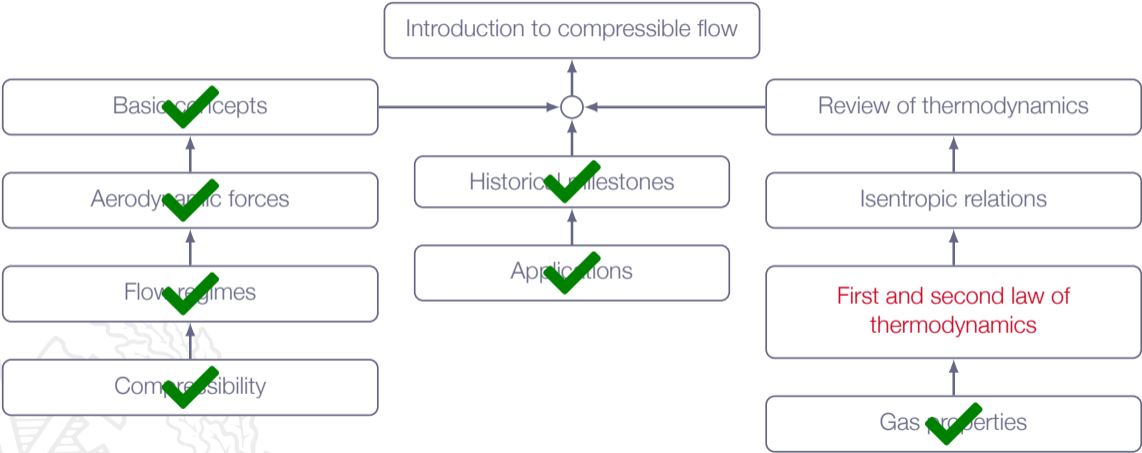 Introduction to compressible flow
Basic concepts
Aerodynamic forces
Flow regimes
Compressibility
Historical milestones
Applications
Review of thermodynamics
Isentropic relations
First and second law of
thermodynamics
Gas properties